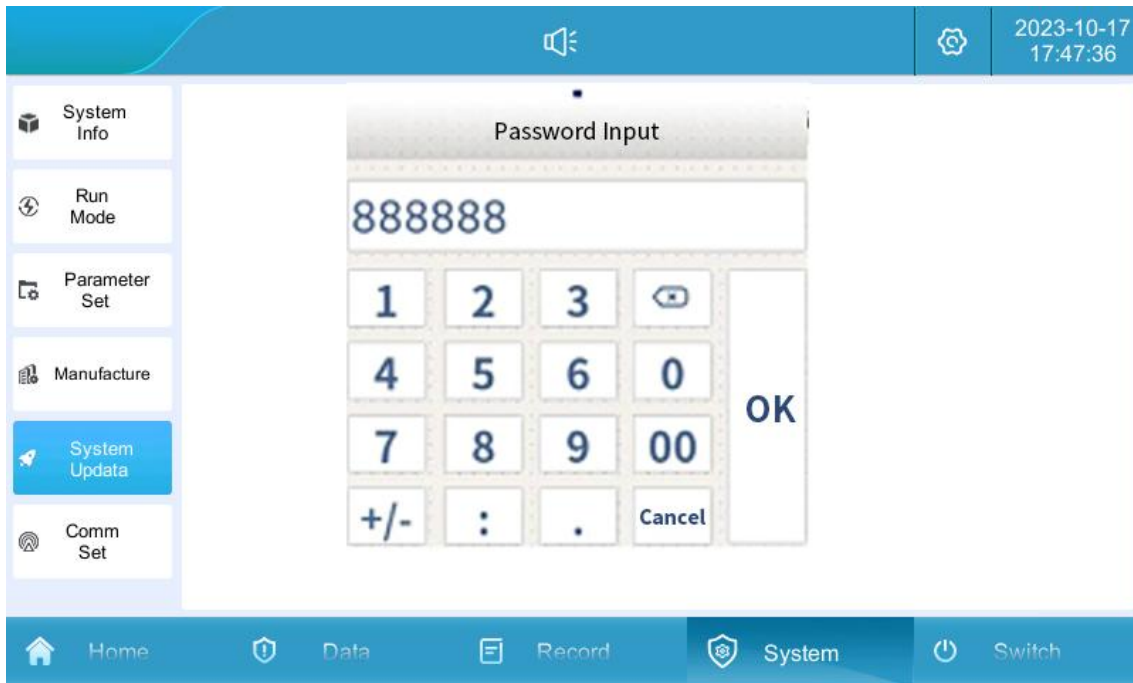 2023-10-17
17:47:36
System
Info
Run
Mode
Parameter
Set
Manufacture
System
Updata
Comm
Set
Password Input
888888
1 2 3
4 5 6 0
7 8 9 00
+/- : . Cancel
OK
Home Data Record System Switch